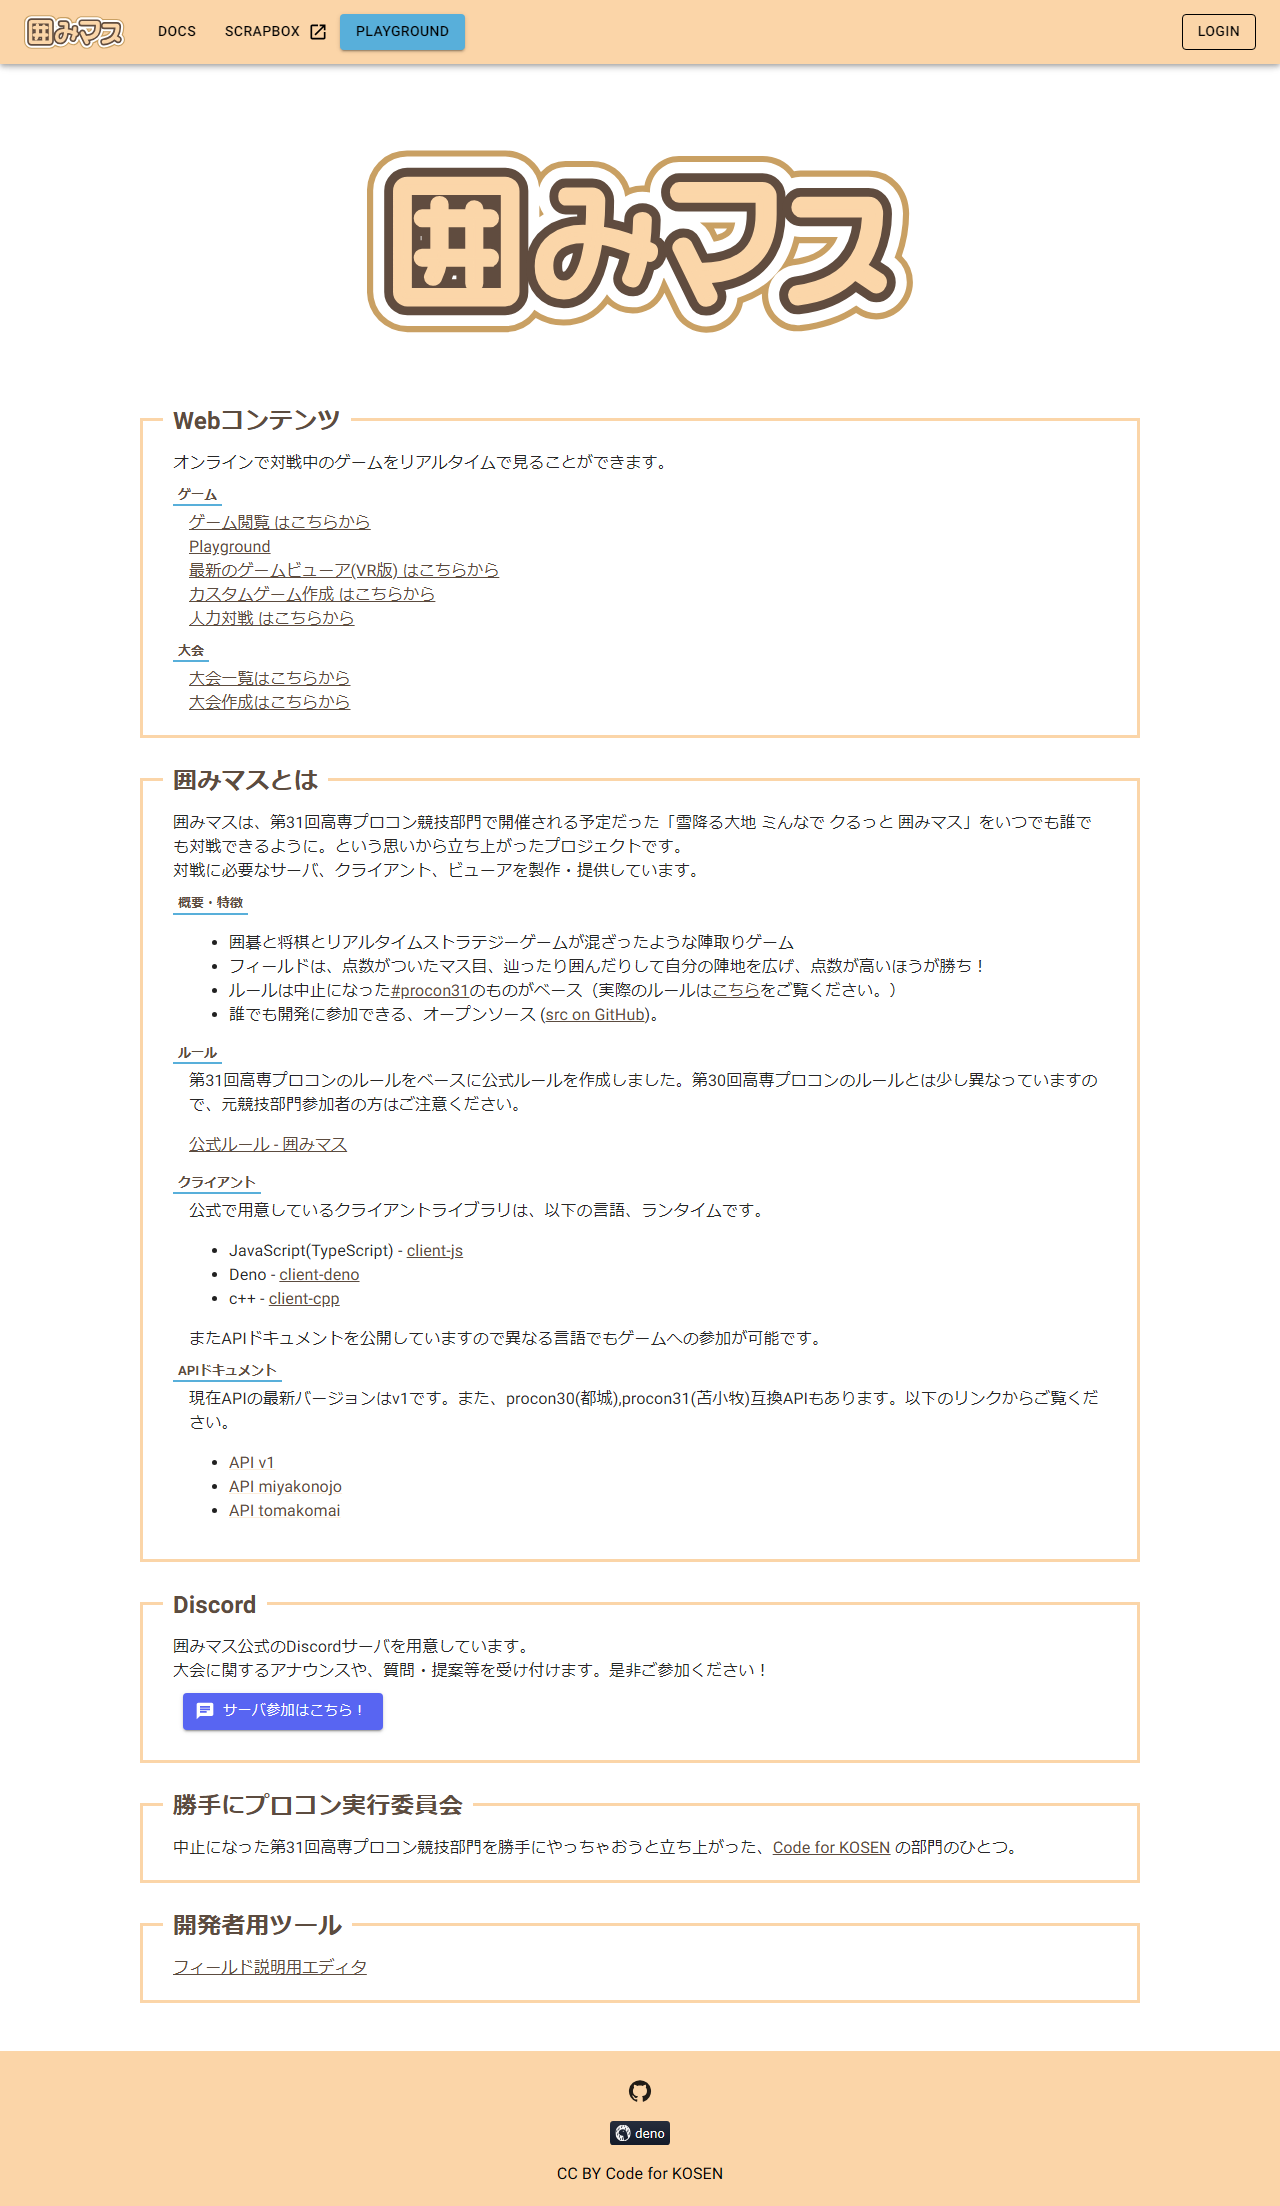 囲みマス DOCS SCRAPBOX PLAYGROUND LOGIN
囲みマス
Webコンテンツ
オンラインで対戦中のゲームをリアルタイムで見ることができます。
ゲーム
ゲーム閲覧 はこちらから
Playground
最新のゲームビューア(VR版) はこちらから
カスタムゲーム作成 はこちらから
人力対戦 はこちらから
大会
大会一覧はこちらから
大会作成はこちらから
囲みマスとは
囲みマスは、第31回高専プロコン競技部門で開催される予定だった「雪降る大地 ミんなで クるっと 囲みマス」をいつでも誰で
も対戦できるように。という思いから立ち上がったプロジェクトです。
対戦に必要なサーバ、クライアント、ビューアを製作・提供しています。
概要・特徴
• 囲碁と将棋とリアルタイムストラテジーゲームが混ざったような陣取りゲーム
• フィールドは、点数がついたマス目、辿ったり囲んだりして自分の陣地を広げ、点数が高いほうが勝ち！
• ルールは中止になった#procon31のものがベース（実際のルールはこちらをご覧ください。）
• 誰でも開発に参加できる、オープンソース (src on GitHub)。
ルール
第31回高専プロコンのルールをベースに公式ルールを作成しました。第30回高専プロコンのルールとは少し異なっていますの
で、元競技部門参加者の方はご注意ください。
公式ルール - 囲みマス
クライアント
公式で用意しているクライアントライブラリは、以下の言語、ランタイムです。
• JavaScript(TypeScript) - client-js
• Deno - client-deno
• c++ - client-cpp
またAPIドキュメントを公開していますので異なる言語でもゲームへの参加が可能です。
APIドキュメント
現在APIの最新バージョンはv1です。また、procon30(都城),procon31(苫小牧)互換APIもあります。以下のリンクからご覧くだ
さい。
• API v1
• API miyakonojo
• API tomakomai
Discord
囲みマス公式のDiscordサーバを用意しています。
大会に関するアナウンスや、質問・提案等を受け付けます。是非ご参加ください！
サーバ参加はこちら！
勝手にプロコン実行委員会
中止になった第31回高専プロコン競技部門を勝手にやっちゃおうと立ち上がった、Code for KOSEN の部門のひとつ。
開発者用ツール
フィールド説明用エディタ
deno
CC BY Code for KOSEN